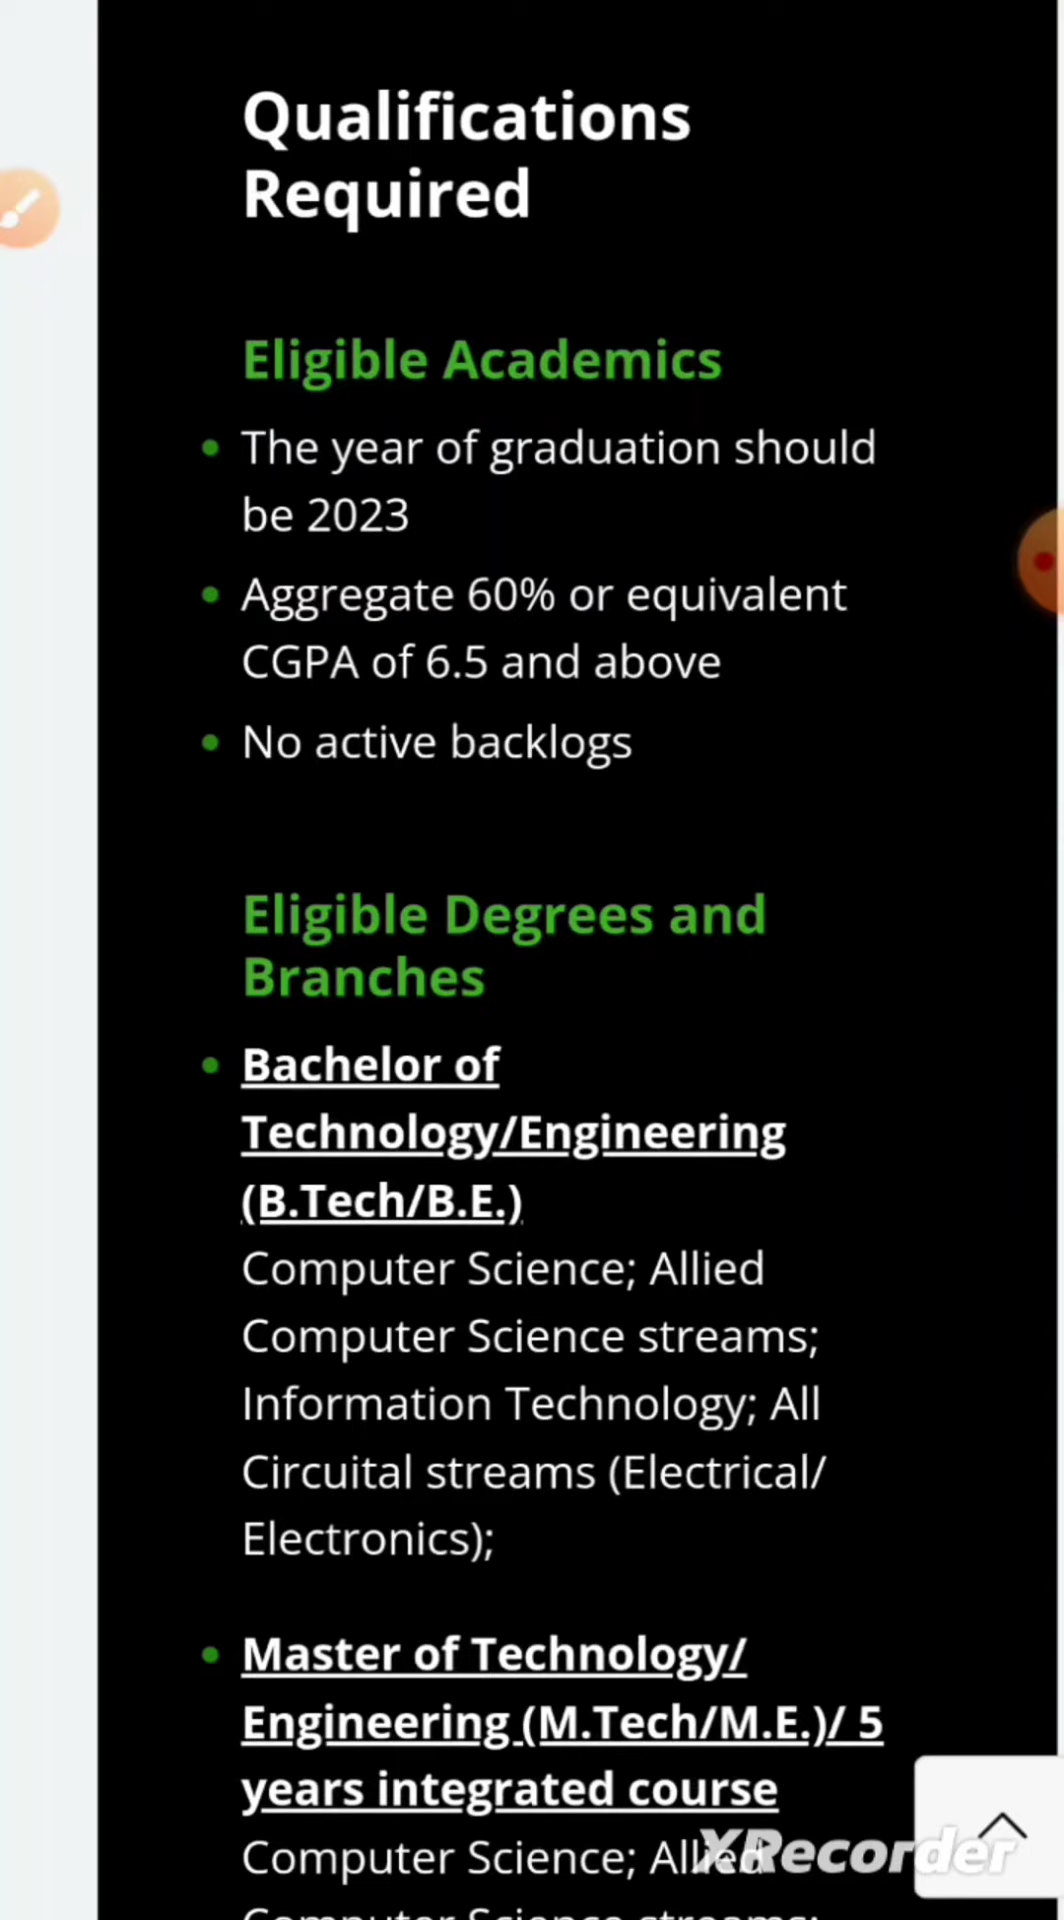 Qualifications
Required
Eligible Academics
The year of graduation should
be 2023
Aggregate 60% or equivalent
CGPA of 6.5 and above
No active backlogs
Eligible Degrees and
Branches
Bachelor of
Technology/Engineering
(B.Tech/B.E.)
Computer Science; Allied
Computer Science streams;
Information Technology; All
Circuital streams (Electrical/
Electronics);
Master of Technology/
Engineering (M.Tech/M.E.)/ 5
years integrated course
Computer Science; Allied
XRecorder
Computer Science streams;